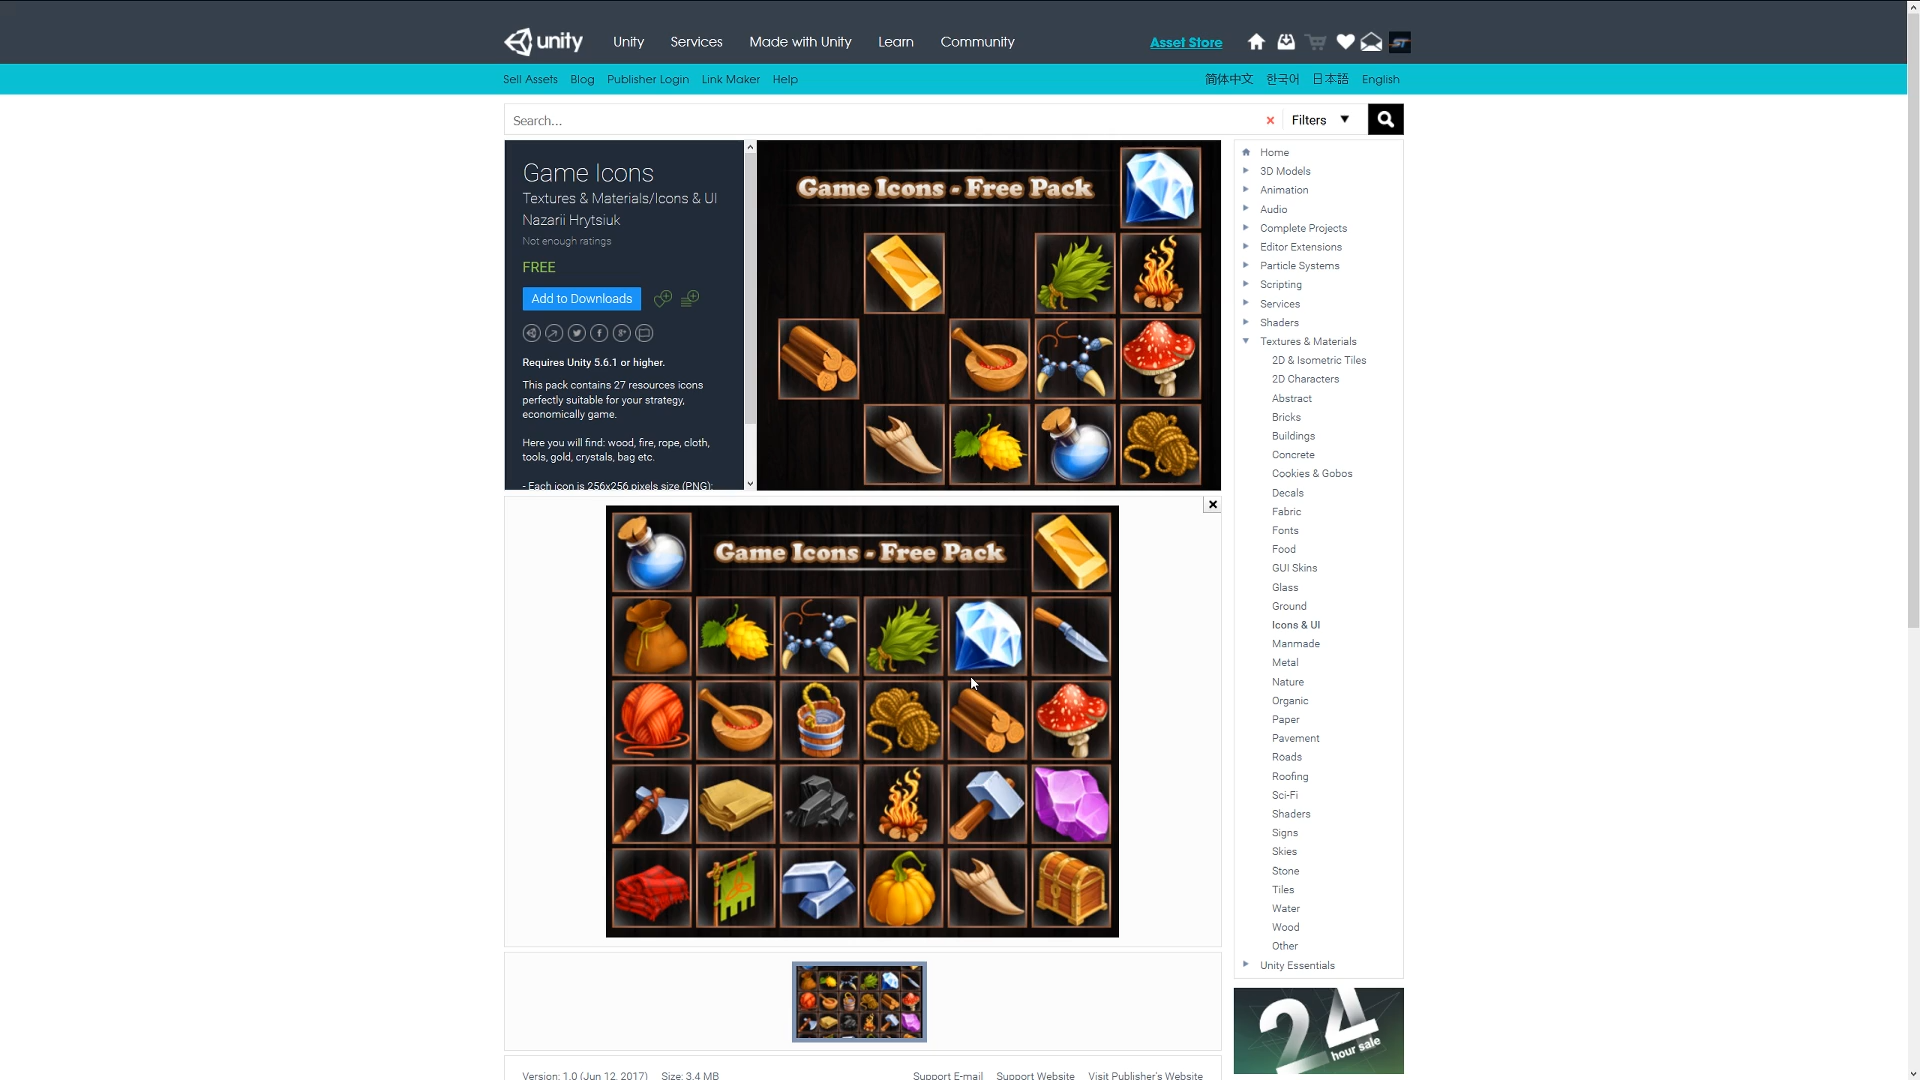 unity
Unity Services Made with Unity Learn Community Asset Store
Sell Assets Blog Publisher Login Link Maker Help 简体中文 한국어 日本語 English
Search... × Filters
Game Icons
Textures & Materials/Icons & UI
Nazarii Hrytsiuk
Not enough ratings
FREE
Add to Downloads
Requires Unity 5.6.1 or higher.
This pack contains 27 resources icons
perfectly suitable for your strategy,
economically game.
Here you will find: wood, fire, rope, cloth,
tools, gold, crystals, bag etc.
- Each icon is 256x256 pixels size (PNG);
Game Icons - Free Pack
Game Icons - Free Pack
Home
3D Models
Animation
Audio
Complete Projects
Editor Extensions
Particle Systems
Scripting
Services
Shaders
Textures & Materials
2D & Isometric Tiles
2D Characters
Abstract
Bricks
Buildings
Concrete
Cookies & Gobos
Decals
Fabric
Fonts
Food
GUI Skins
Glass
Ground
Icons & UI
Manmade
Metal
Nature
Organic
Paper
Pavement
Roads
Roofing
Sci-Fi
Shaders
Signs
Skies
Stone
Tiles
Water
Wood
Other
Unity Essentials
24
hour sale
Version: 1.0 (Jun 12, 2017) Size: 3.4 MB Support E-mail Support Website Visit Publisher's Website